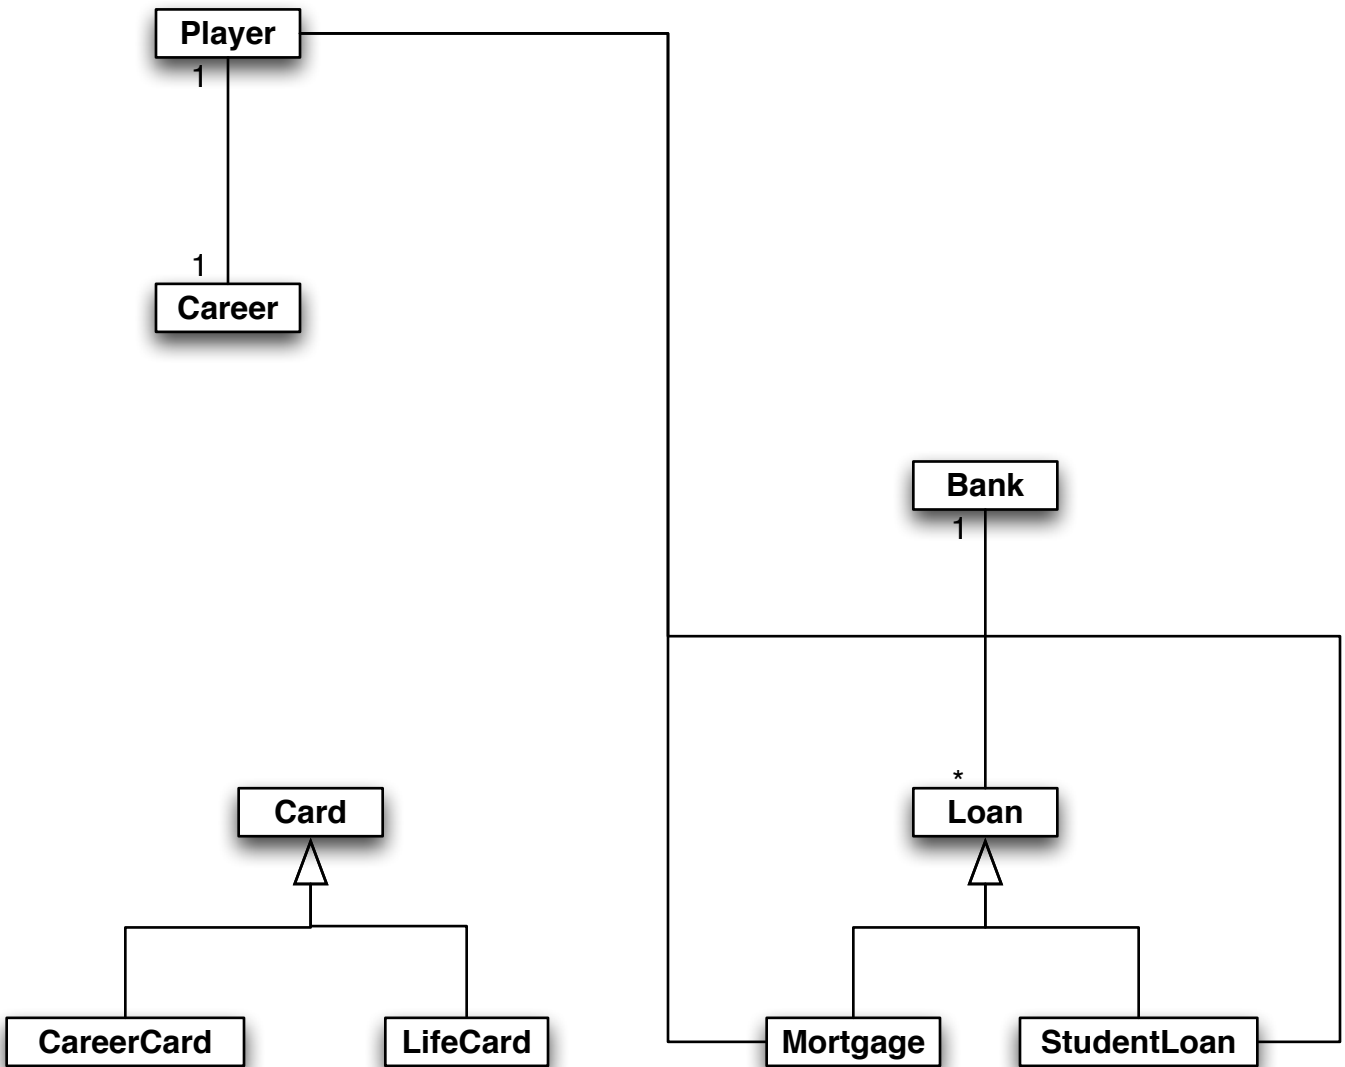 Player
1
1
Career
Bank
1
*
Card
Loan
CareerCard
LifeCard
Mortgage
StudentLoan